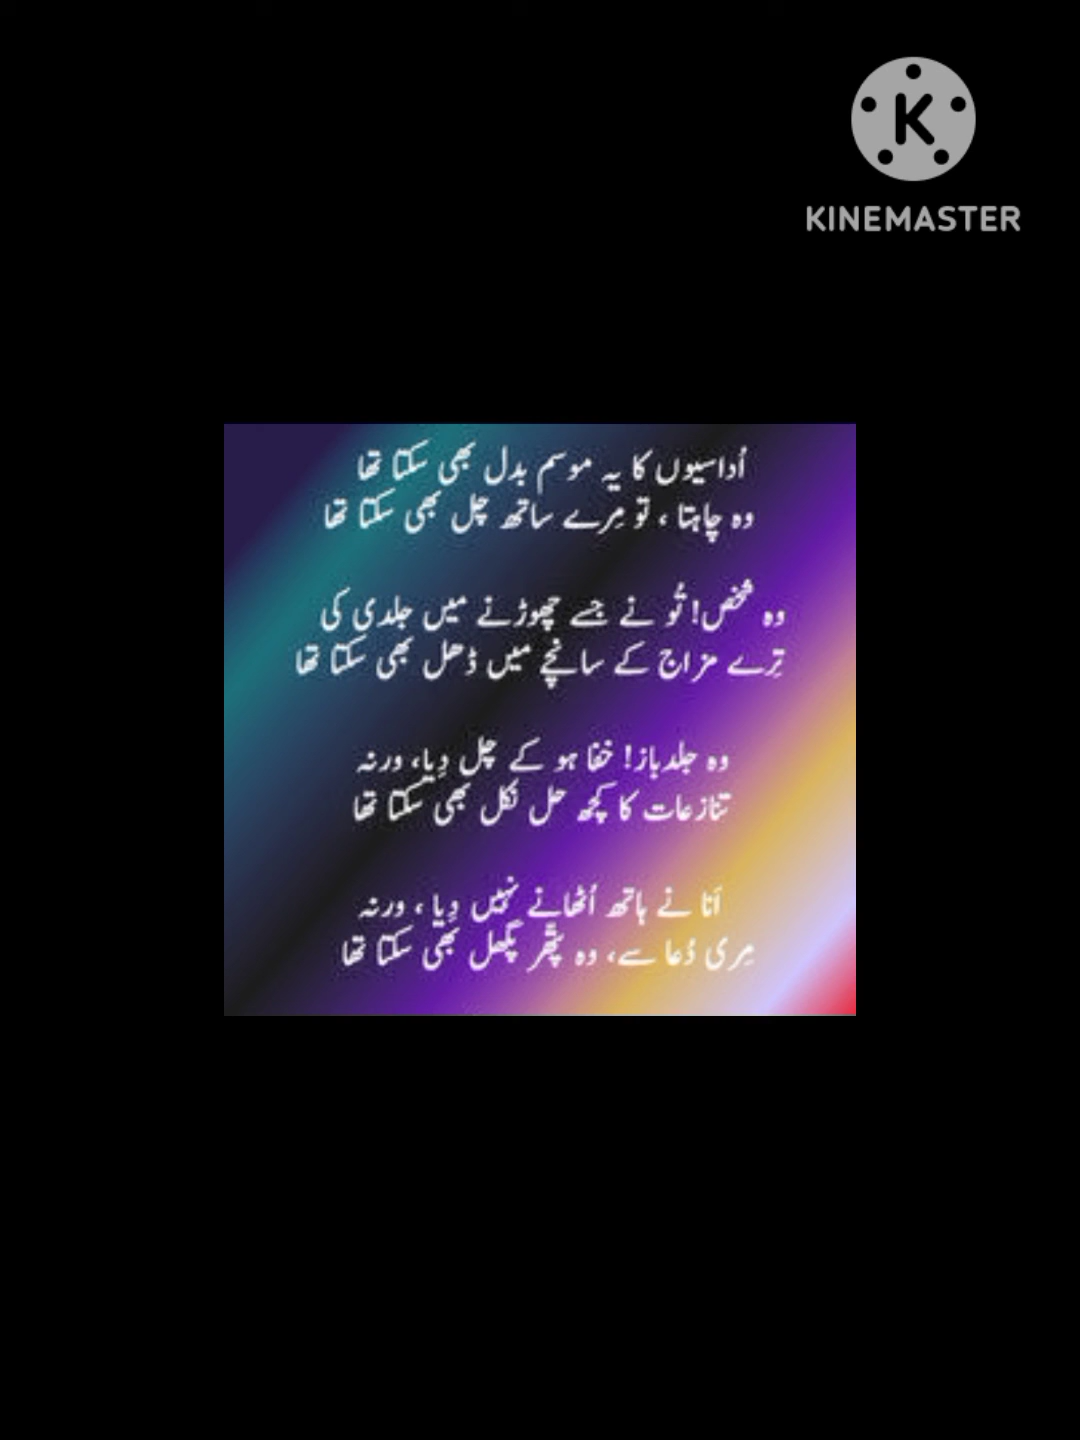 KINEMASTER
اُداسیوں کا یہ موسم بدل بھی سکتا تھا
وہ چاہتا ، تو مِرے ساتھ چل بھی سکتا تھا
وہ شخص! تُو نے جسے چھوڑنے میں جلدی کی
تِرے مزاج کے سانچے میں ڈھل بھی سکتا تھا
وہ جلدباز! خفا ہو کے چل دِیا، ورنہ
تنازعات کا کچھ حل نکل بھی سکتا تھا
اَنا نے ہاتھ اُٹھانے نہیں دِیا ، ورنہ
مِری دُعا سے، وہ پتّھر پگھل بھی سکتا تھا